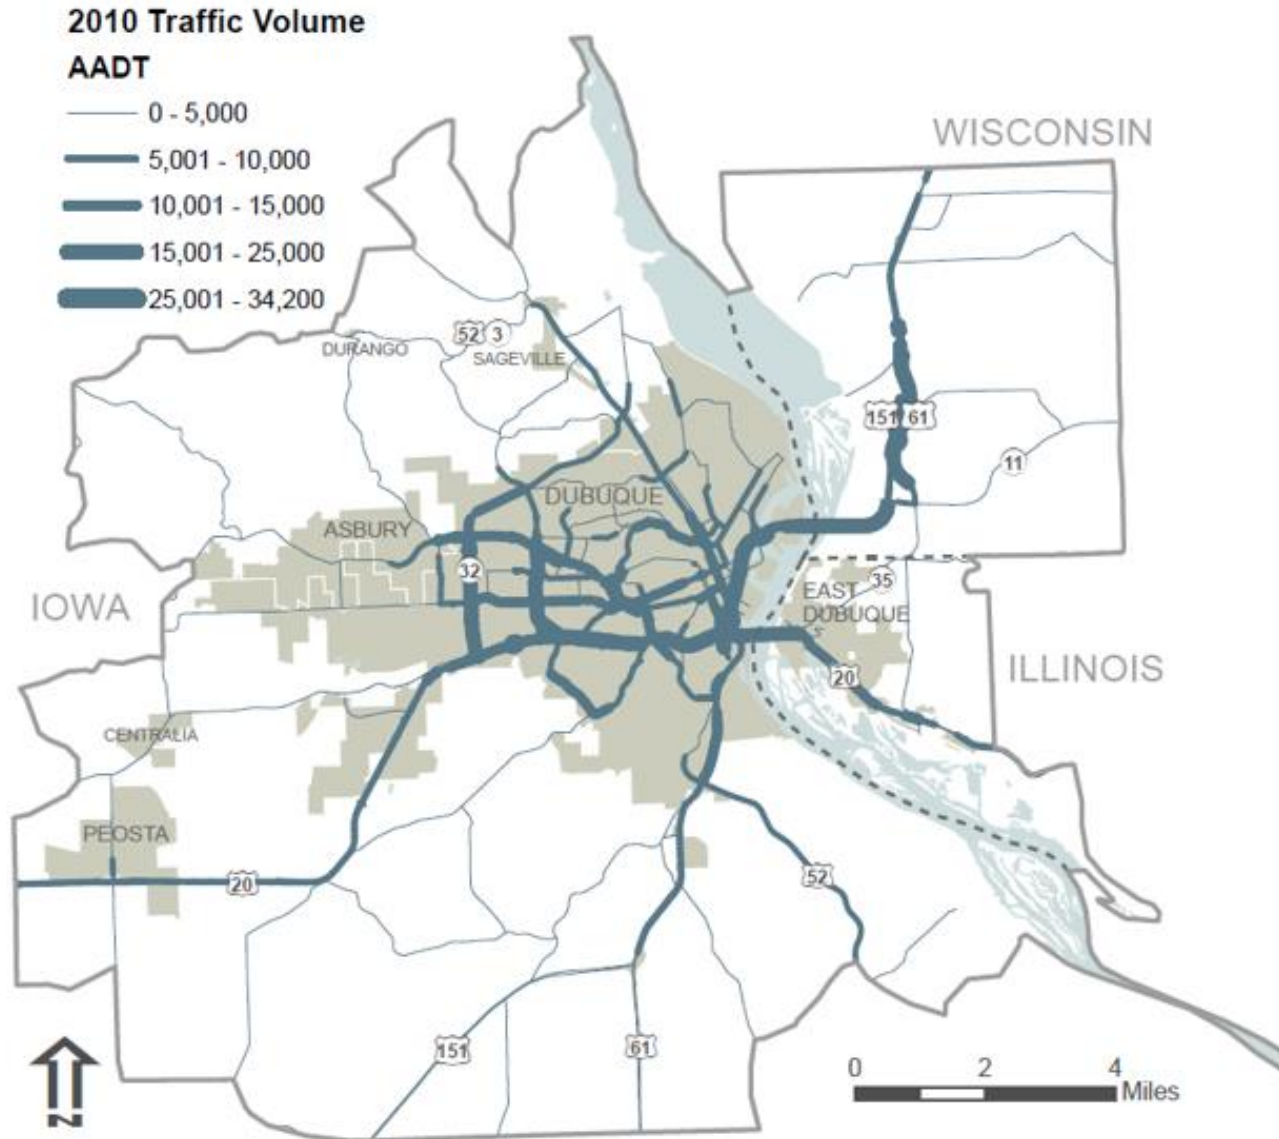 2010 Traffic Volume
AADT
0 - 5,000
5,001 - 10,000
10,001 - 15,000
15,001 - 25,000
25,001 - 34,200
WISCONSIN
52 3
DURANGO
SAGEVILLE
151 61
11
DUBUQUE
ASBURY
32
35
IOWA
EAST
DUBUQUE
ILLINOIS
20
CENTRALIA
PEOSTA
20
52
151
61
N
0 2 4
Miles